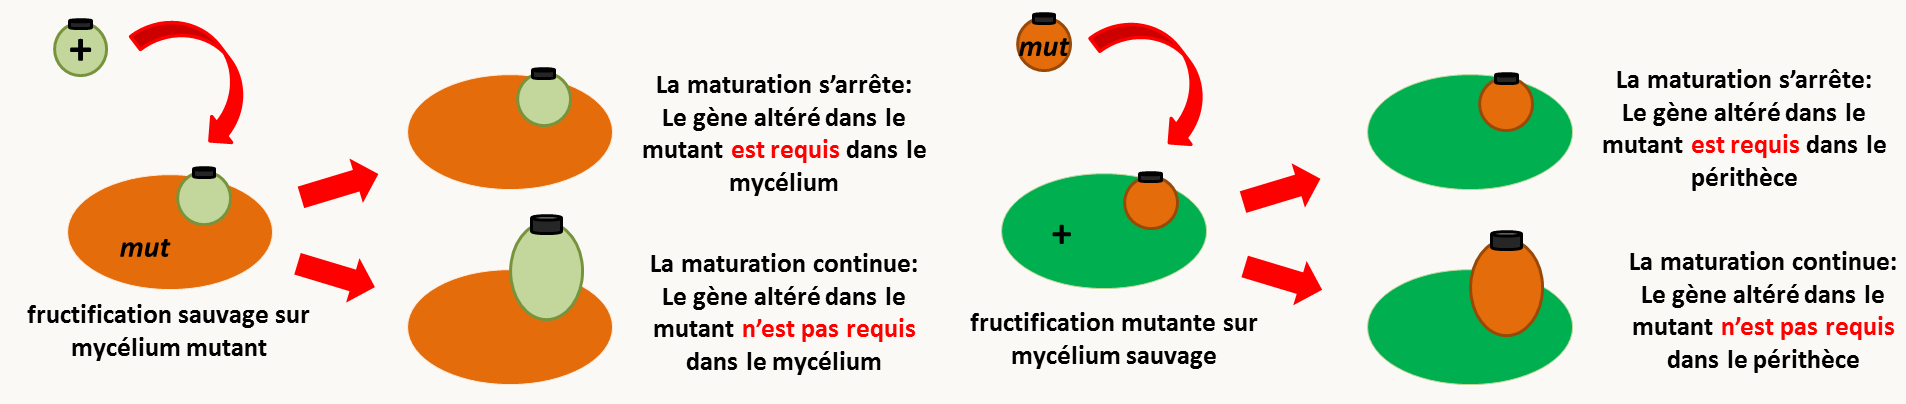 +
mut
fructification sauvage sur
mycélium mutant
La maturation s’arrête:
Le gène altéré dans le
mutant est requis dans le
mycélium
La maturation continue:
Le gène altéré dans le
mutant n’est pas requis
dans le mycélium
mut
+
fructification mutante sur
mycélium sauvage
La maturation s’arrête:
Le gène altéré dans le
mutant est requis dans le
périthèce
La maturation continue:
Le gène altéré dans le
mutant n’est pas requis
dans le périthèce